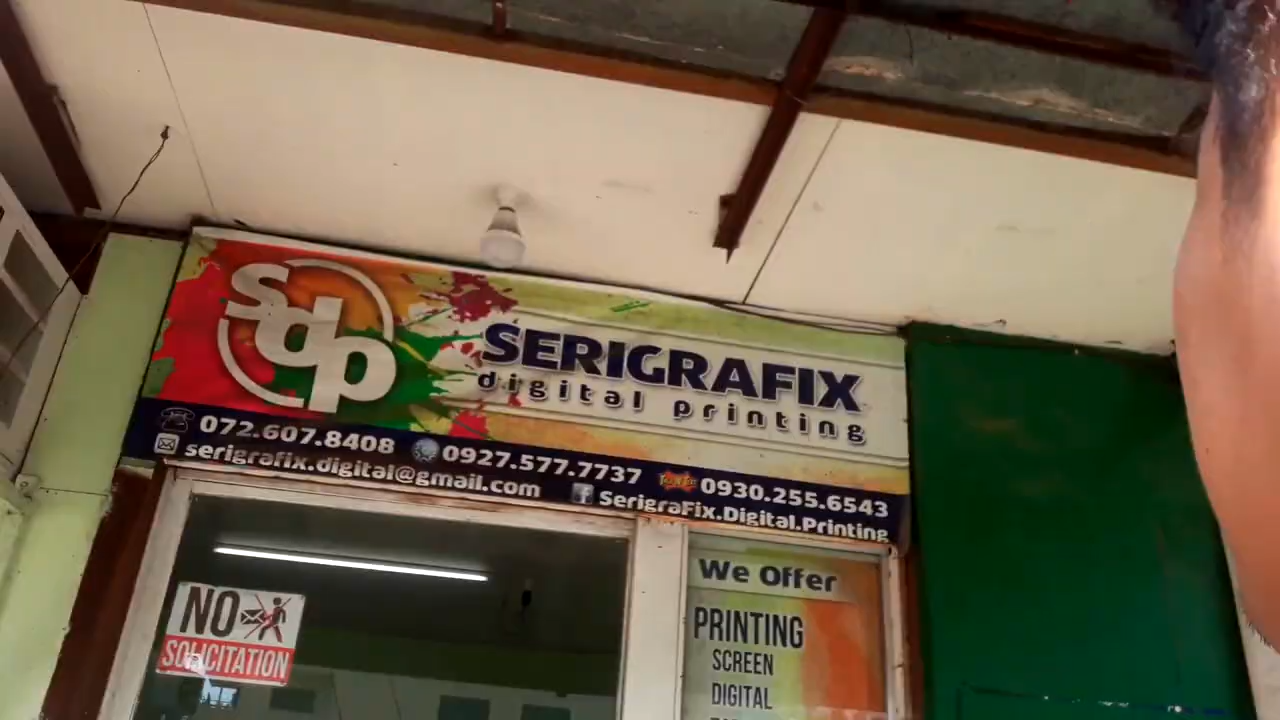 sdp
SERIGRAFIX
digital printing
072.607.8408 0927.577.7737 0930.255.6543
serigrafix.digital@gmail.com SerigraFix.Digital.Printing
We Offer
PRINTING
SCREEN
DIGITAL
NO
SOLICITATION